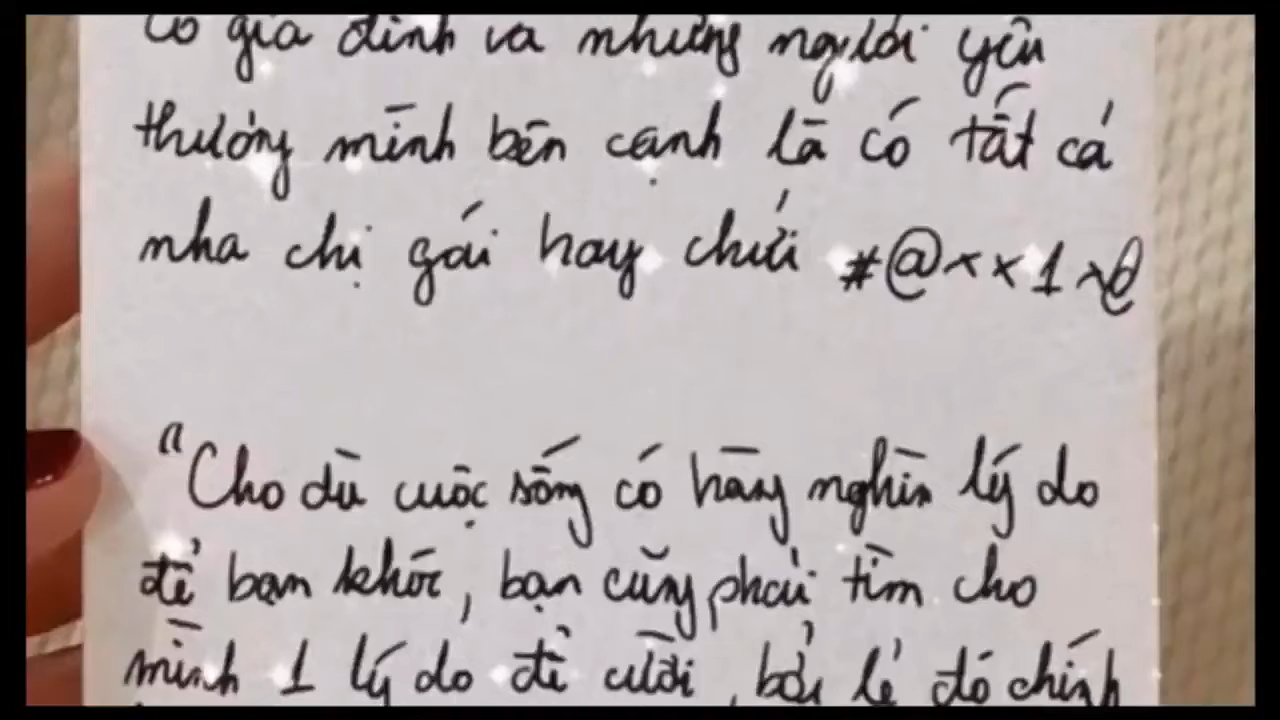 có gia đình và những người yêu
thương mình bên cạnh là có tất cả
nha chị gái hay chửi #@××1×@
"Cho dù cuộc sống có hàng nghìn lý do
để bạn khóc, bạn cũng phải tìm cho
mình 1 lý do để cười, bởi lẽ đó chính